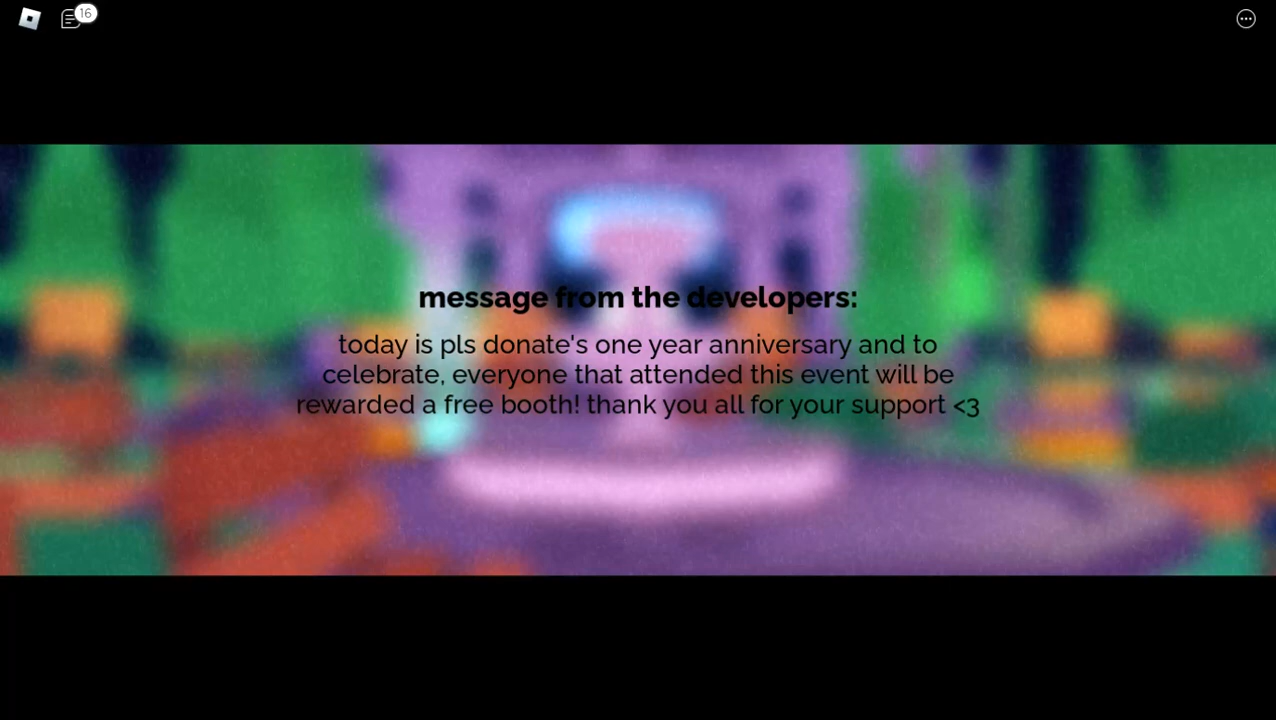 16
message from the developers:
today is pls donate's one year anniversary and to
celebrate, everyone that attended this event will be
rewarded a free booth! thank you all for your support <3